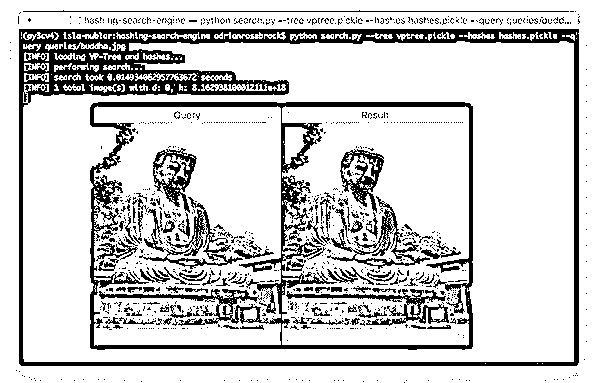 hashing-search-engine — python search.py --tree vptree.pickle --hashes hashes.pickle --query queries/budd...
(py3cv4) isla-nublar:hashing-search-engine adrianrosebrock$ python search.py --tree vptree.pickle --hashes hashes.pickle --q
uery queries/buddha.jpg
[INFO] loading VP-Tree and hashes...
[INFO] performing search...
[INFO] search took 0.014934062957763672 seconds
[INFO] 1 total image(s) with d: 0, h: 8.162938100012111e+18
Query
Result